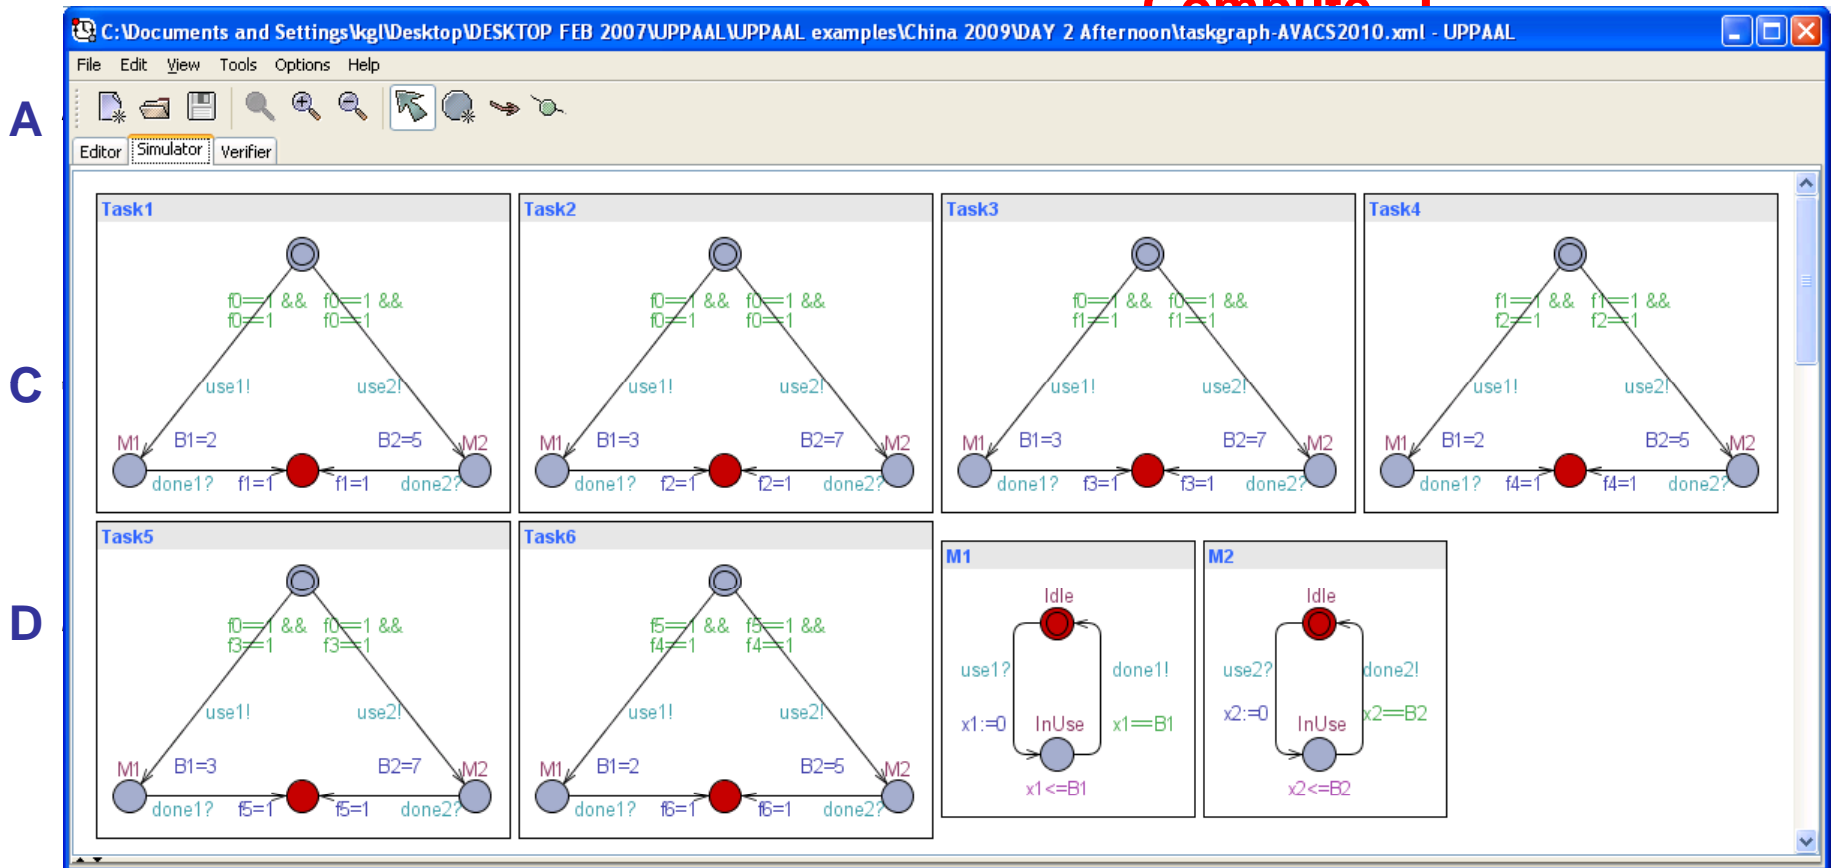 Compute
C:\Documents and Settings\kgl\Desktop\DESKTOP FEB 2007\UPPAAL\UPPAAL examples\China 2009\DAY 2 Afternoon\taskgraph-AVACS2010.xml - UPPAAL
File Edit View Tools Options Help
A
Editor Simulator Verifier
Task1 Task2 Task3 Task4
f0==1 && f0==1 && f0==1 && f0==1 && f0==1 && f0==1 && f1==1 && f1==1 &&
f0==1 f0==1 f0==1 f0==1 f1==1 f1==1 f2==1 f2==1
C
use1! use2! use1! use2! use1! use2! use1! use2!
M1 B1=2 B2=5 M2 M1 B1=3 B2=7 M2 M1 B1=3 B2=7 M2 M1 B1=2 B2=5 M2
done1? f1=1 f1=1 done2? done1? f2=1 f2=1 done2? done1? f3=1 f3=1 done2? done1? f4=1 f4=1 done2?
Task5 Task6
M1 M2
Idle Idle
D
f0==1 && f0==1 && f5==1 && f5==1 &&
f3==1 f3==1 f4==1 f4==1
use1? done1! use2? done2!
use1! use2! use1! use2!
x1:=0 InUse x1==B1 x2:=0 InUse x2==B2
M1 B1=3 B2=7 M2 M1 B1=2 B2=5 M2
x1<=B1 x2<=B2
done1? f5=1 f5=1 done2? done1? f6=1 f6=1 done2?